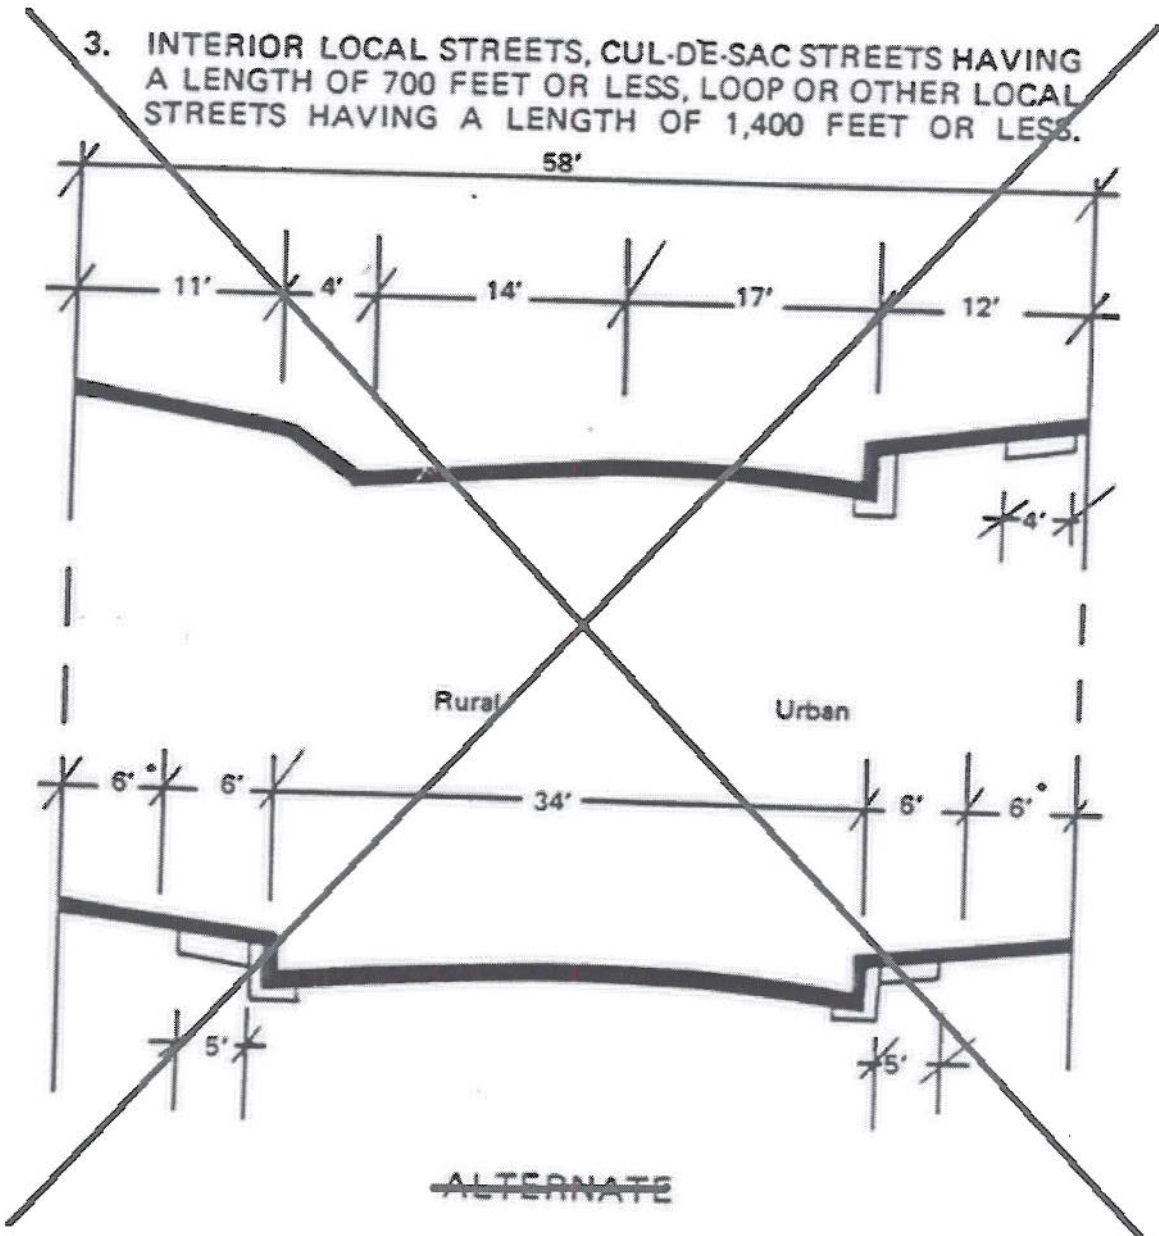 3. INTERIOR LOCAL STREETS, CUL-DE-SAC STREETS HAVING
A LENGTH OF 700 FEET OR LESS, LOOP OR OTHER LOCAL
STREETS HAVING A LENGTH OF 1,400 FEET OR LESS.
58'
11' 4' 14' 17' 12'
4'
Rural Urban
6'* 6' 34' 6' 6'*
5' 5'
ALTERNATE